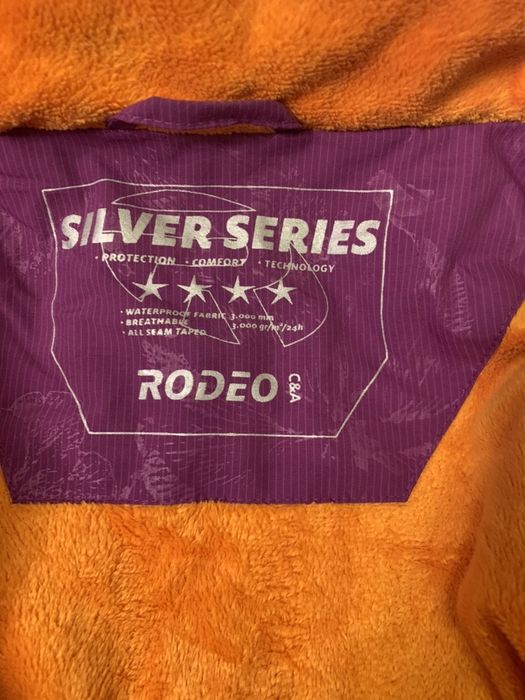 SILVER SERIES
· PROTECTION · COMFORT · TECHNOLOGY
· WATERPROOF FABRIC 3.000 mm
· BREATHABLE 3.000 gr/m²/24h
· ALL SEAM TAPED
RODEO C&A